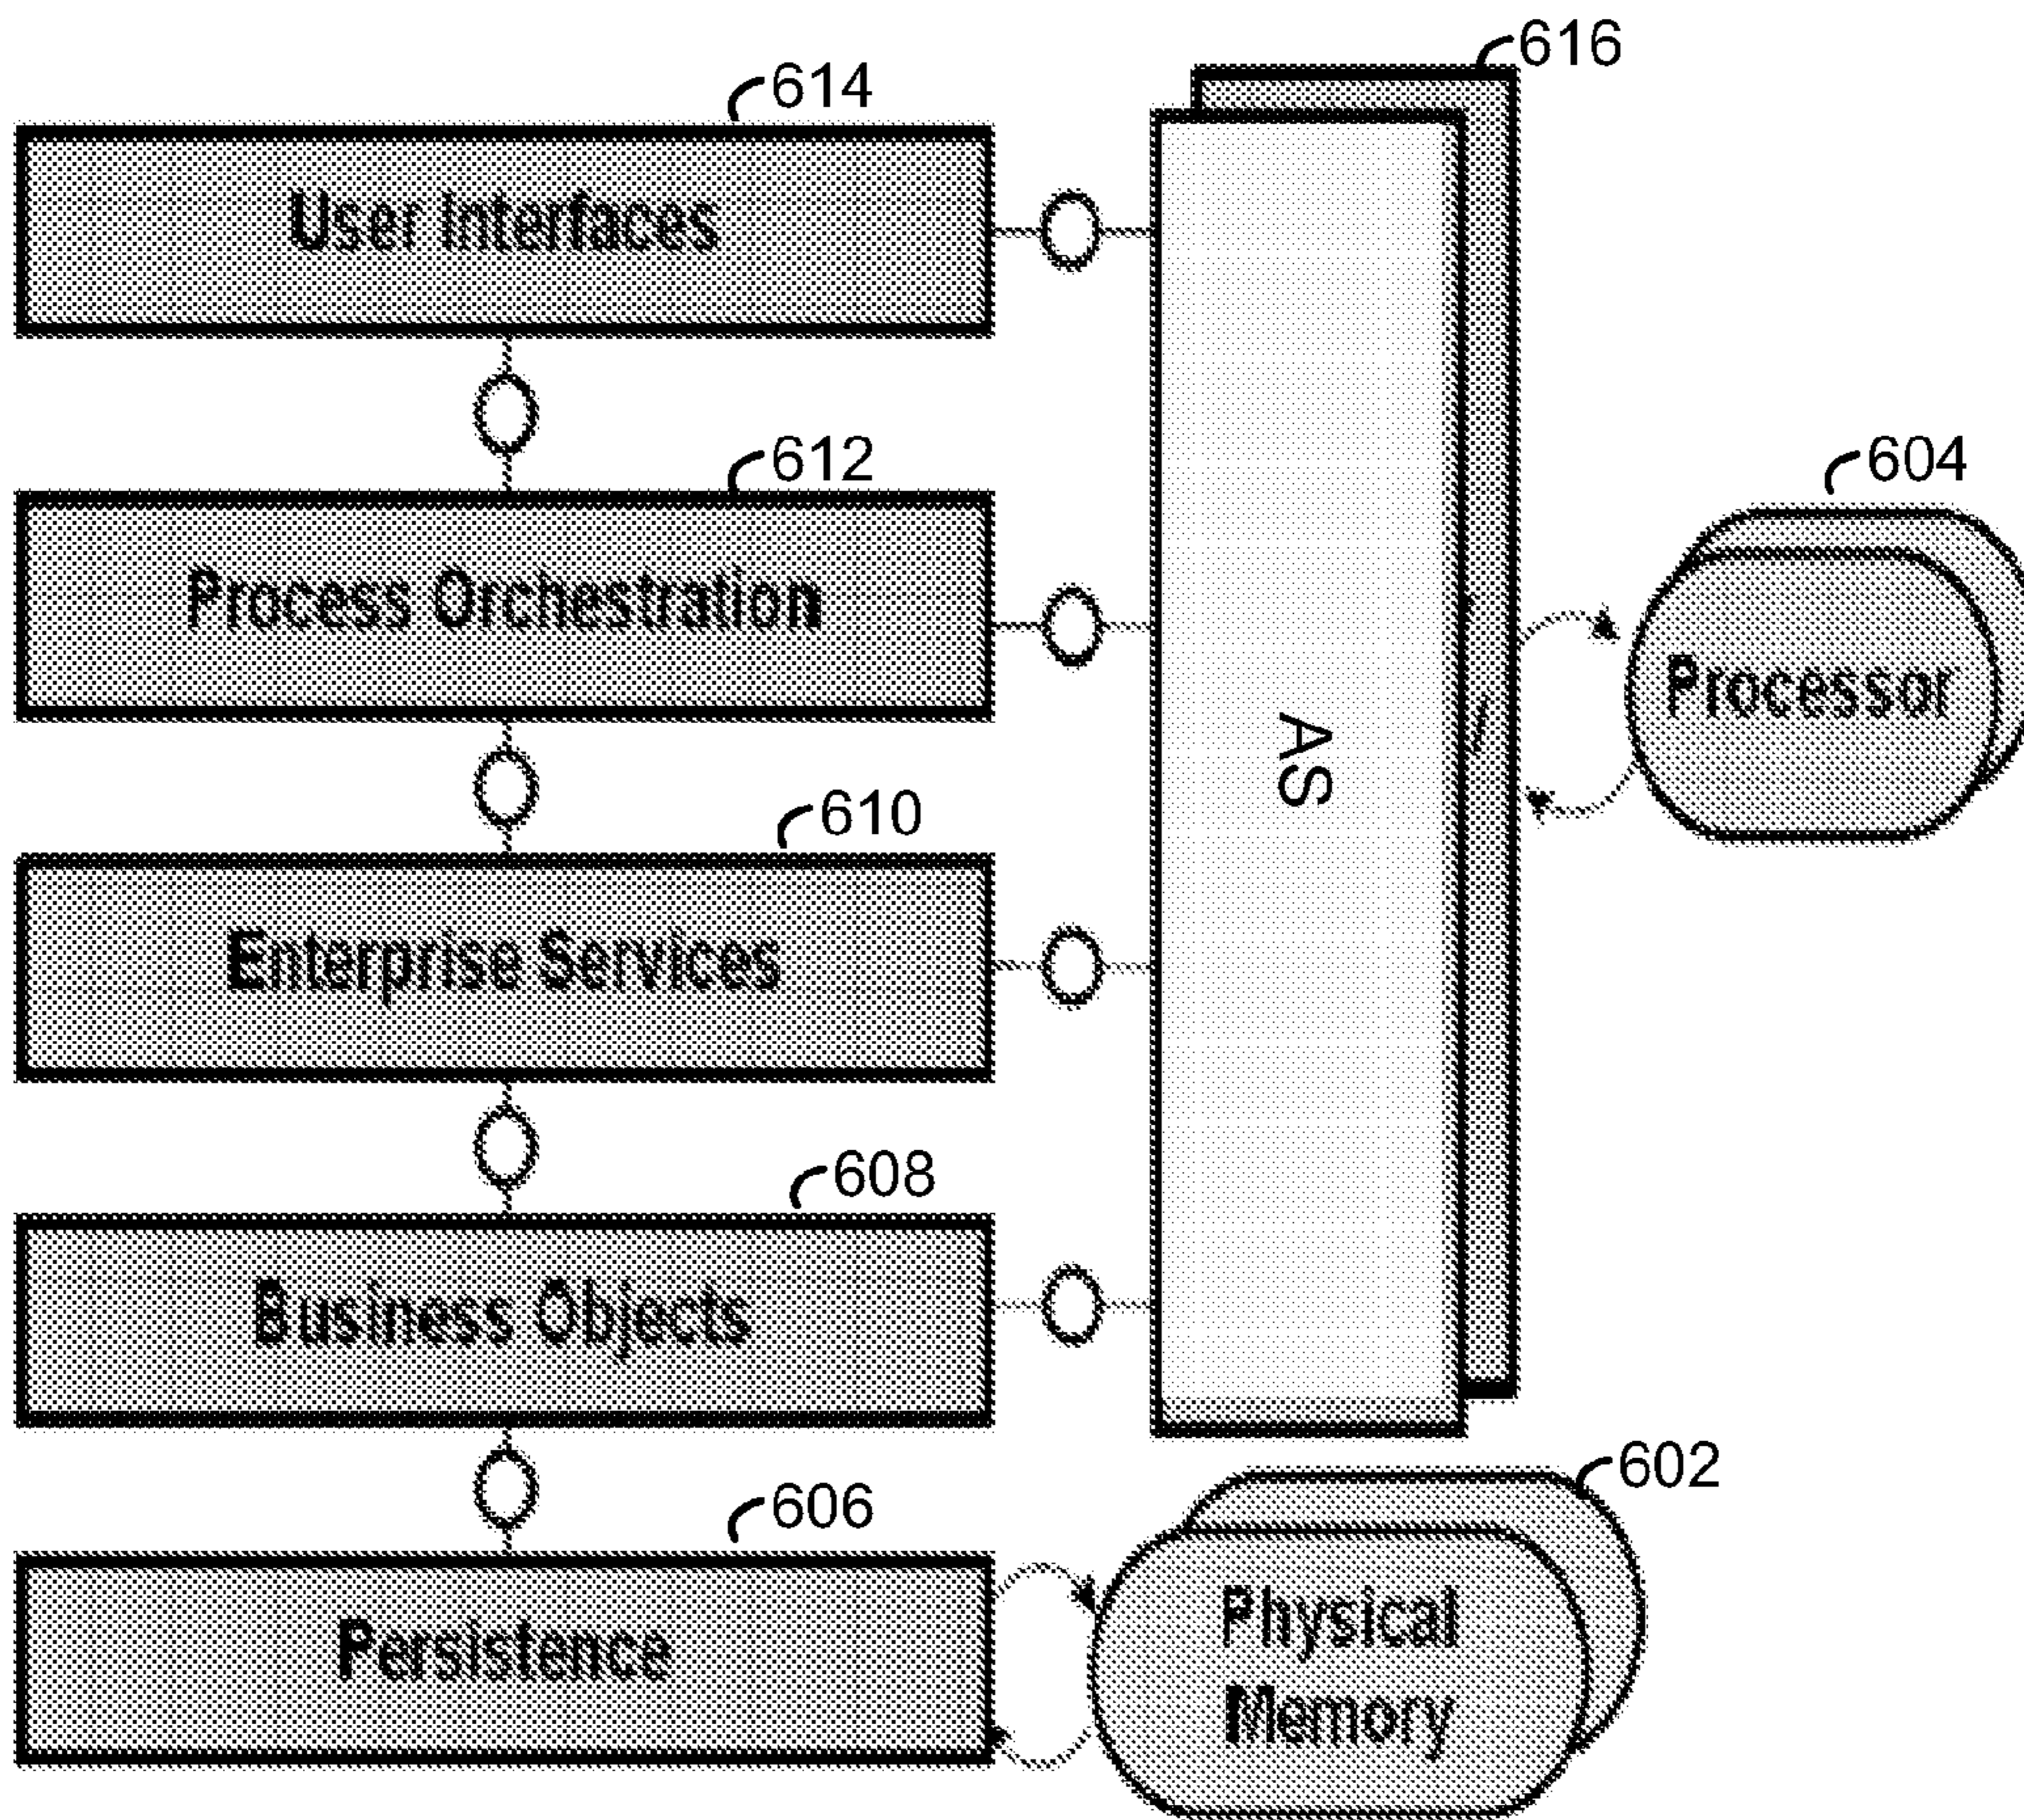 616
614
User Interfaces
612
Process Orchestration
604
Processor
AS
610
Enterprise Services
608
Business Objects
602
606
Persistence
Physical
Memory